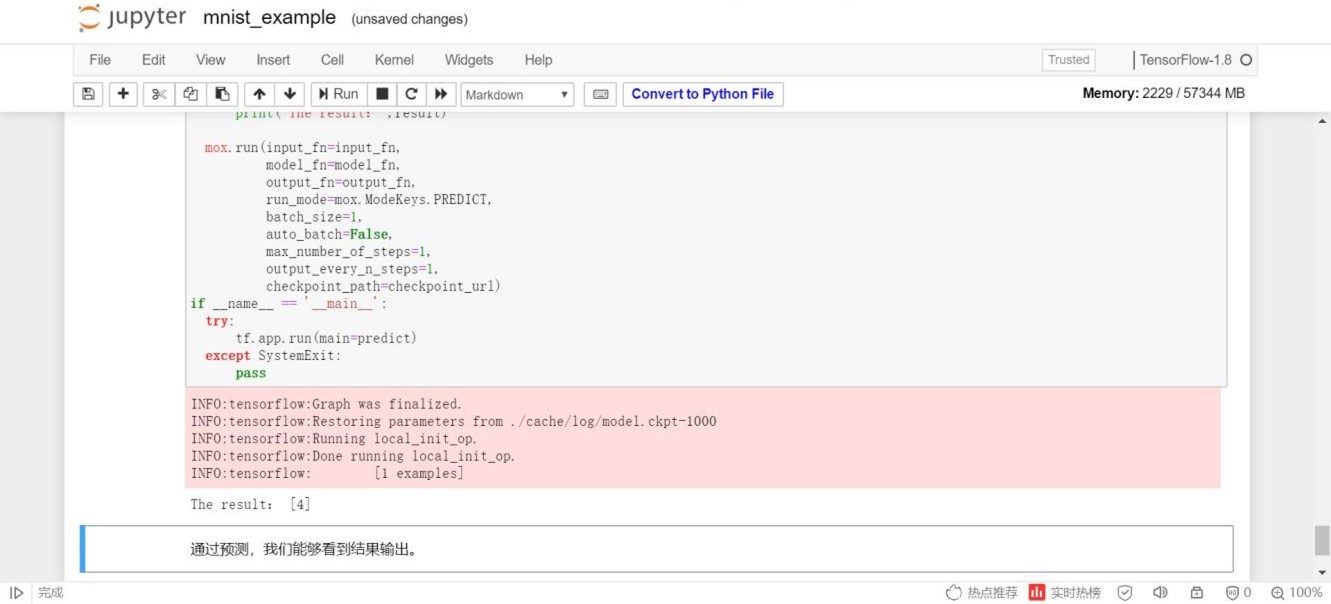 jupyter mnist_example (unsaved changes)
File Edit View Insert Cell Kernel Widgets Help Trusted TensorFlow-1.8
Run Markdown Convert to Python File Memory: 2229 / 57344 MB
print('The result: ',result)
mox.run(input_fn=input_fn,
model_fn=model_fn,
output_fn=output_fn,
run_mode=mox.ModeKeys.PREDICT,
batch_size=1,
auto_batch=False,
max_number_of_steps=1,
output_every_n_steps=1,
checkpoint_path=checkpoint_url)
if __name__ == '__main__':
try:
tf.app.run(main=predict)
except SystemExit:
pass
INFO:tensorflow:Graph was finalized.
INFO:tensorflow:Restoring parameters from ./cache/log/model.ckpt-1000
INFO:tensorflow:Running local_init_op.
INFO:tensorflow:Done running local_init_op.
INFO:tensorflow: [1 examples]
The result: [4]
通过预测，我们能够看到结果输出。
完成 热点推荐 实时热榜 0 100%